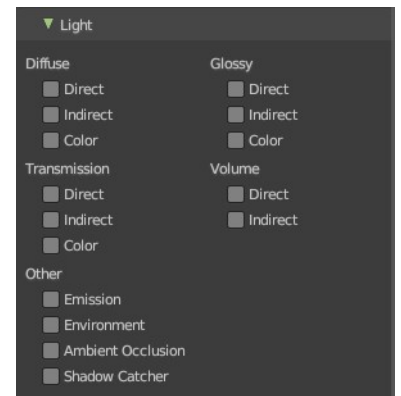 Light
Diffuse Glossy
Direct Direct
Indirect Indirect
Color Color
Transmission Volume
Direct Direct
Indirect Indirect
Color
Other
Emission
Environment
Ambient Occlusion
Shadow Catcher